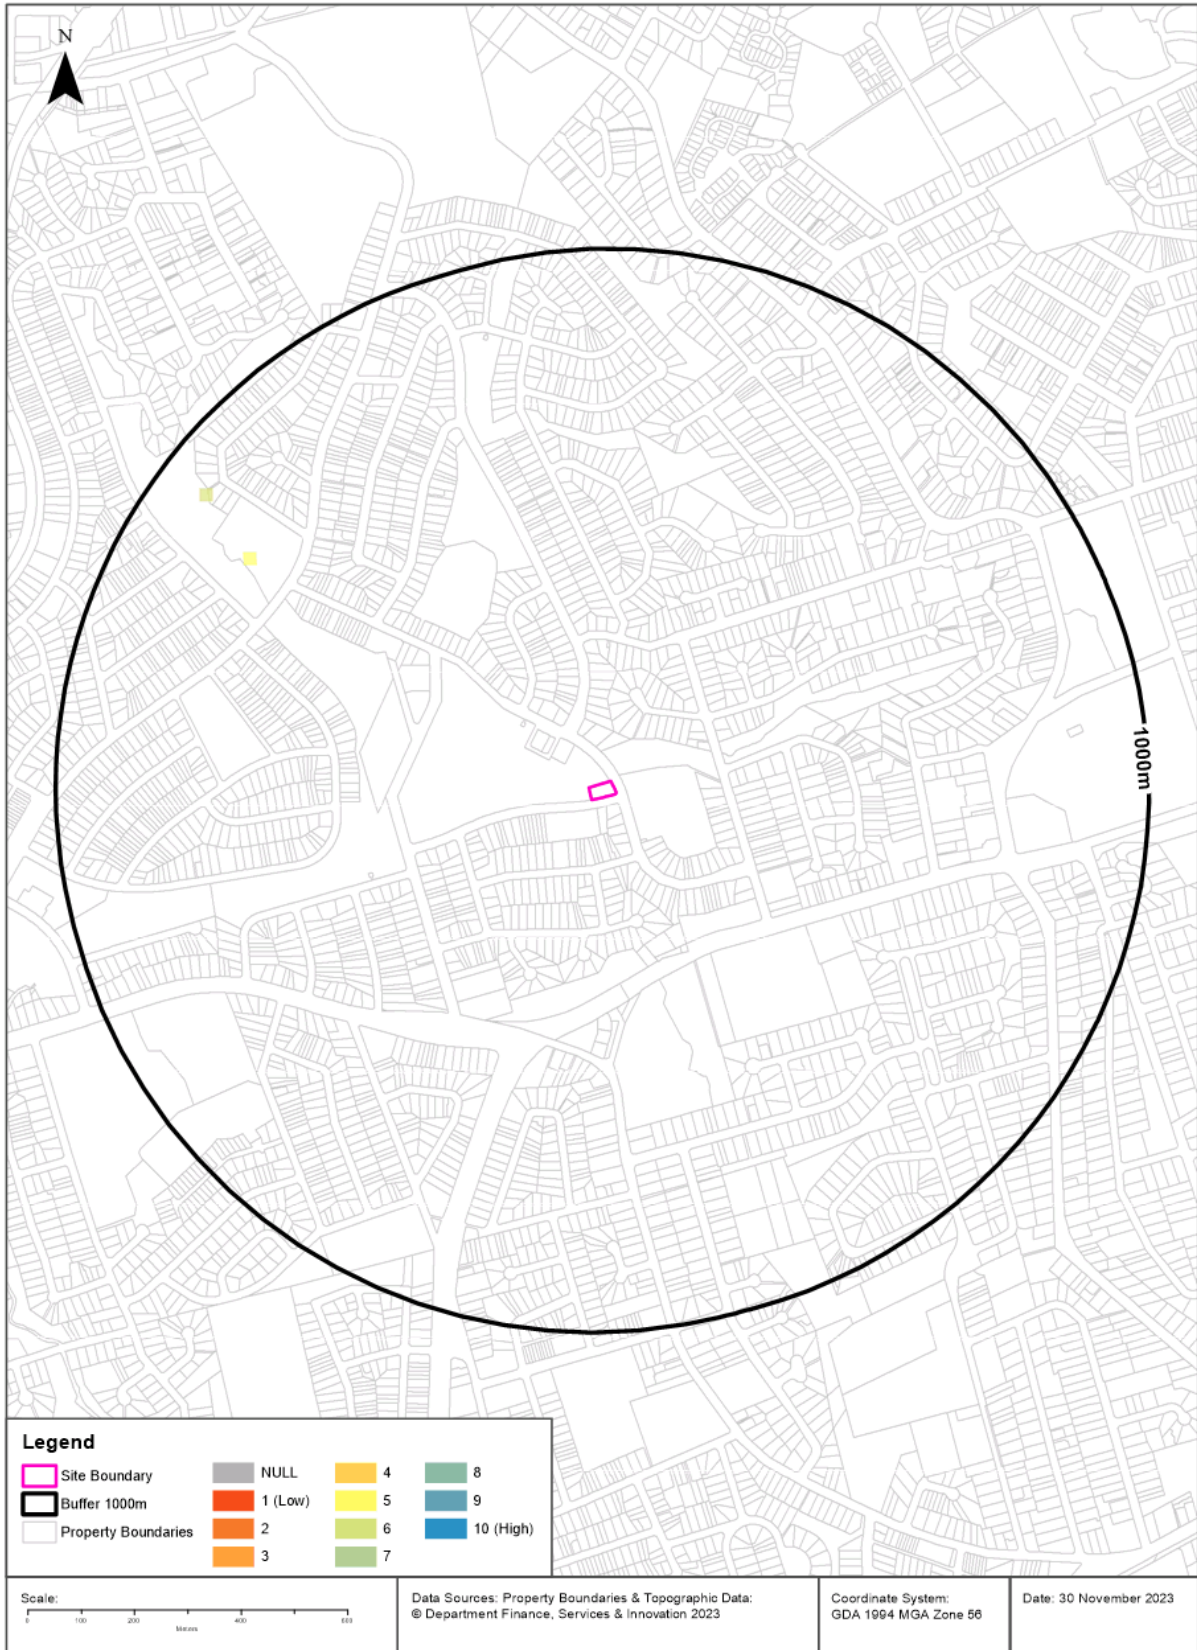 N
1000m
Legend
Site Boundary
Buffer 1000m
Property Boundaries
NULL
1 (Low)
2
3
4
5
6
7
8
9
10 (High)
Scale:
0 100 200 400 600
Meters
Data Sources: Property Boundaries & Topographic Data:
© Department Finance, Services & Innovation 2023
Coordinate System:
GDA 1994 MGA Zone 56
Date: 30 November 2023